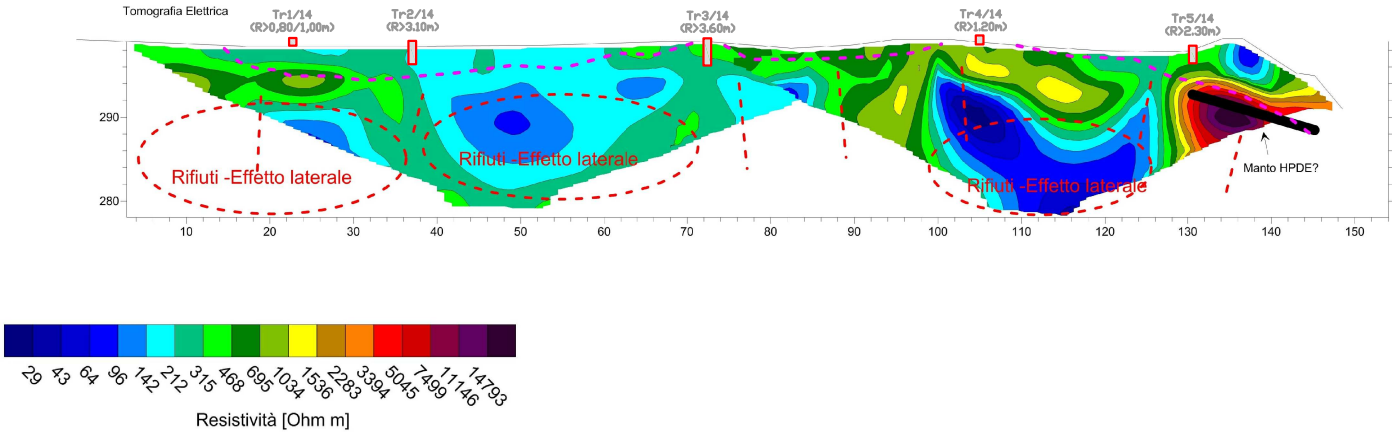 Tomografia Elettrica
Tr1/14
(R>0,80/1,00m)
Tr2/14
(R>3.10m)
Tr3/14
(R>3.60m)
Tr4/14
(R>1.20m)
Tr5/14
(R>2.30m)
290
280
Rifiuti -Effetto laterale
Rifiuti -Effetto laterale
Rifiuti -Effetto laterale
Manto HPDE?
10 20 30 40 50 60 70 80 90 100 110 120 130 140 150
29 43 64 96 142 212 315 468 695 1034 1536 2283 3394 5045 7499 11146 14793
Resistività [Ohm m]